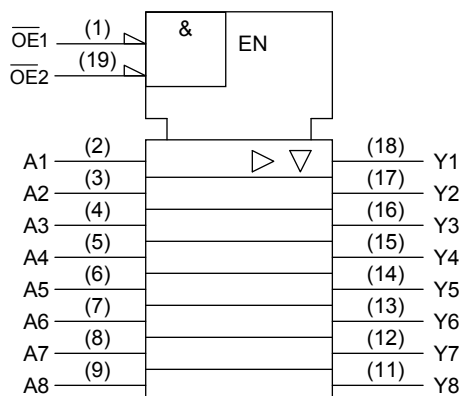 OE1 (1) & EN
OE2 (19)
A1 (2) (18) Y1
A2 (3) (17) Y2
A3 (4) (16) Y3
A4 (5) (15) Y4
A5 (6) (14) Y5
A6 (7) (13) Y6
A7 (8) (12) Y7
A8 (9) (11) Y8